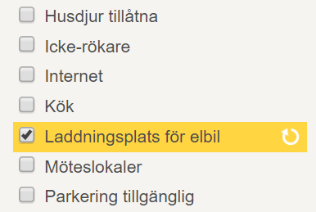 Husdjur tillåtna
Icke-rökare
Internet
Kök
Laddningsplats för elbil
Möteslokaler
Parkering tillgänglig